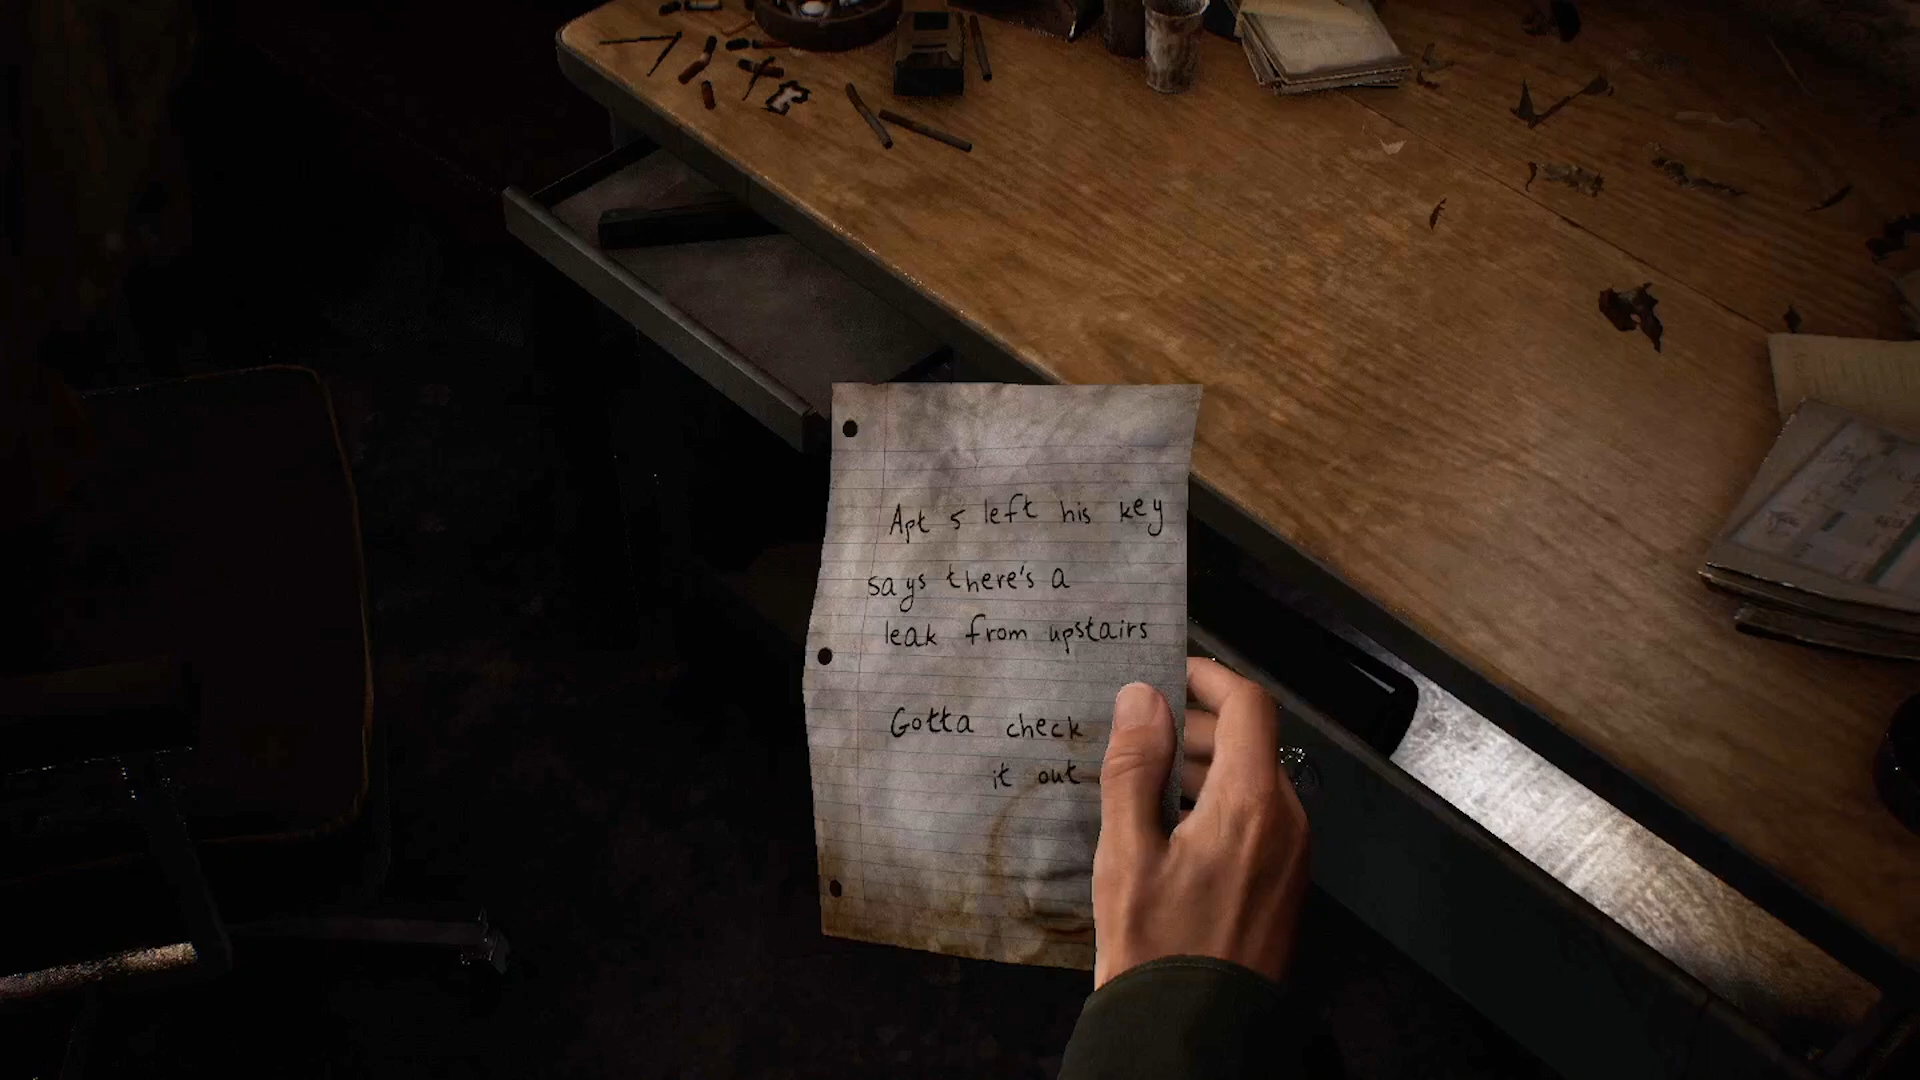 Apt 5 left his key
says there's a
leak from upstairs
Gotta check
it out